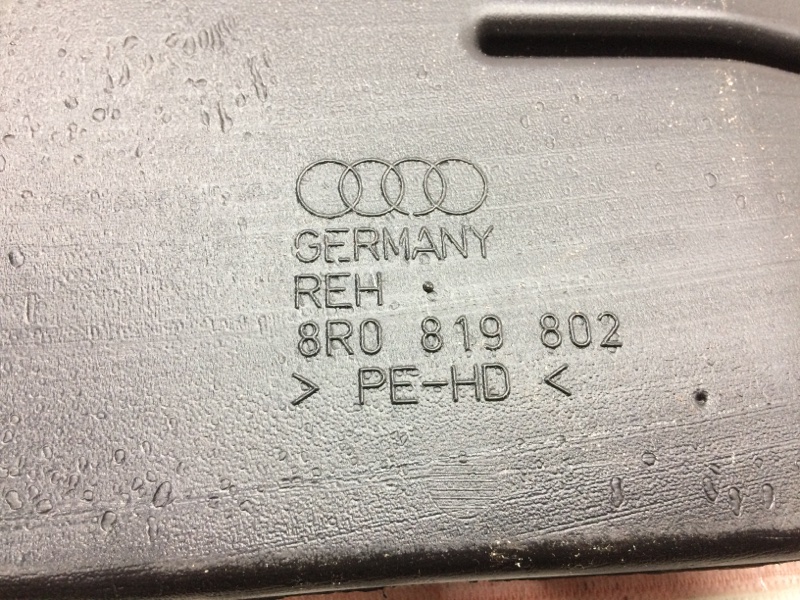 GERMANY
REH
8R0 819 802
> PE-HD <